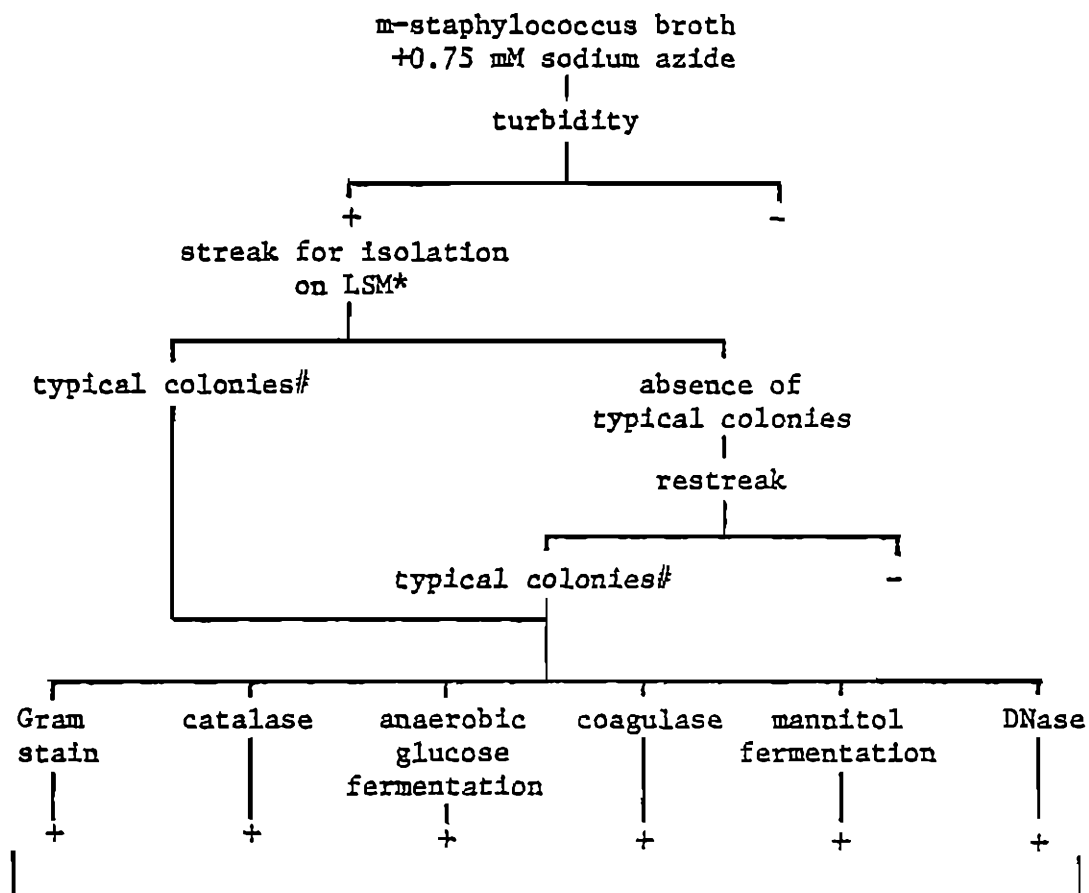 m-staphylococcus broth
+0.75 mM sodium azide
turbidity
+ -
streak for isolation
on LSM*
typical colonies# absence of
typical colonies
restreak
typical colonies# -
Gram catalase anaerobic coagulase mannitol DNase
stain glucose fermentation
fermentation
+ + + + + +